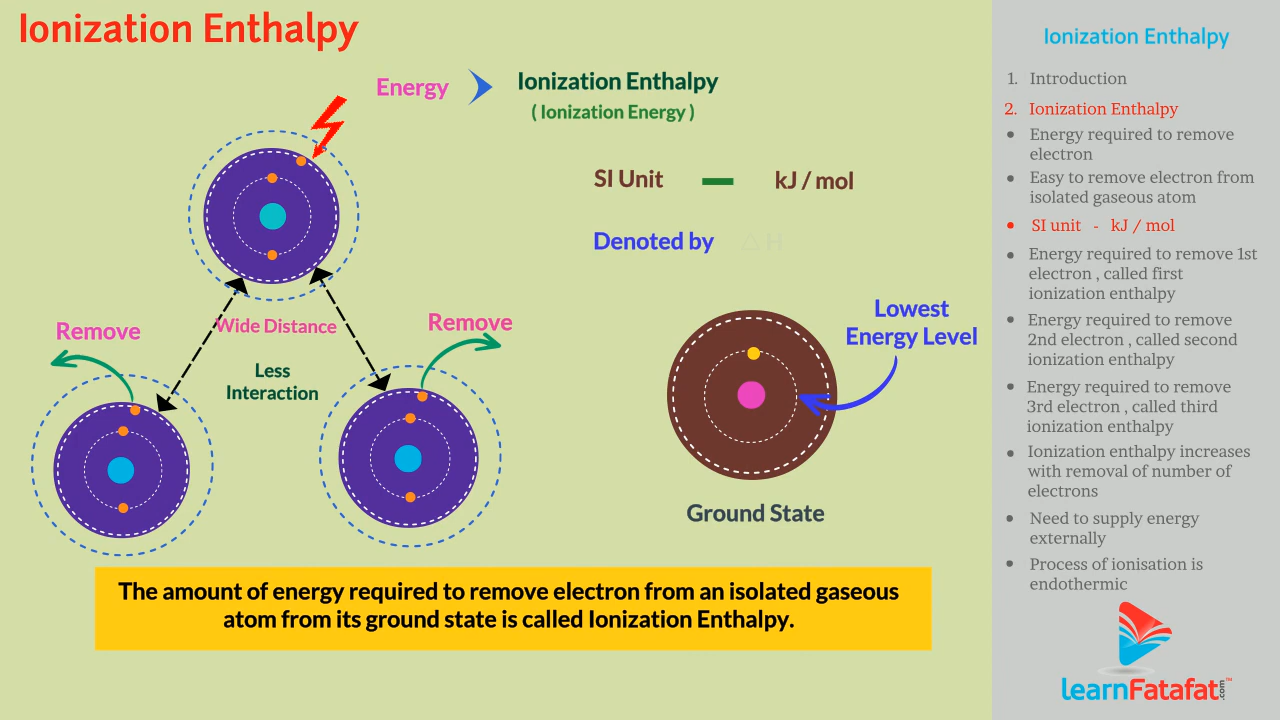 Ionization Enthalpy
Energy
Ionization Enthalpy
( Ionization Energy )
SI Unit
kJ / mol
Denoted by
△ H
Remove
Wide Distance
Remove
Less
Interaction
Lowest
Energy Level
Ground State
The amount of energy required to remove electron from an isolated gaseous
atom from its ground state is called Ionization Enthalpy.
Ionization Enthalpy
1. Introduction
2. Ionization Enthalpy
• Energy required to remove
electron
• Easy to remove electron from
isolated gaseous atom
• SI unit - kJ / mol
• Energy required to remove 1st
electron , called first
ionization enthalpy
• Energy required to remove
2nd electron , called second
ionization enthalpy
• Energy required to remove
3rd electron , called third
ionization enthalpy
• Ionization enthalpy increases
with removal of number of
electrons
• Need to supply energy
externally
• Process of ionisation is
endothermic
learnFatafat.com™